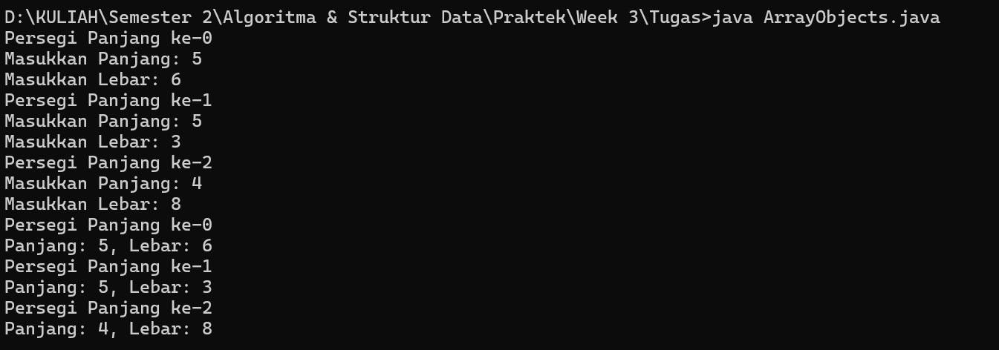 D:\KULIAH\Semester 2\Algoritma & Struktur Data\Praktek\Week 3\Tugas>java ArrayObjects.java
Persegi Panjang ke-0
Masukkan Panjang: 5
Masukkan Lebar: 6
Persegi Panjang ke-1
Masukkan Panjang: 5
Masukkan Lebar: 3
Persegi Panjang ke-2
Masukkan Panjang: 4
Masukkan Lebar: 8
Persegi Panjang ke-0
Panjang: 5, Lebar: 6
Persegi Panjang ke-1
Panjang: 5, Lebar: 3
Persegi Panjang ke-2
Panjang: 4, Lebar: 8